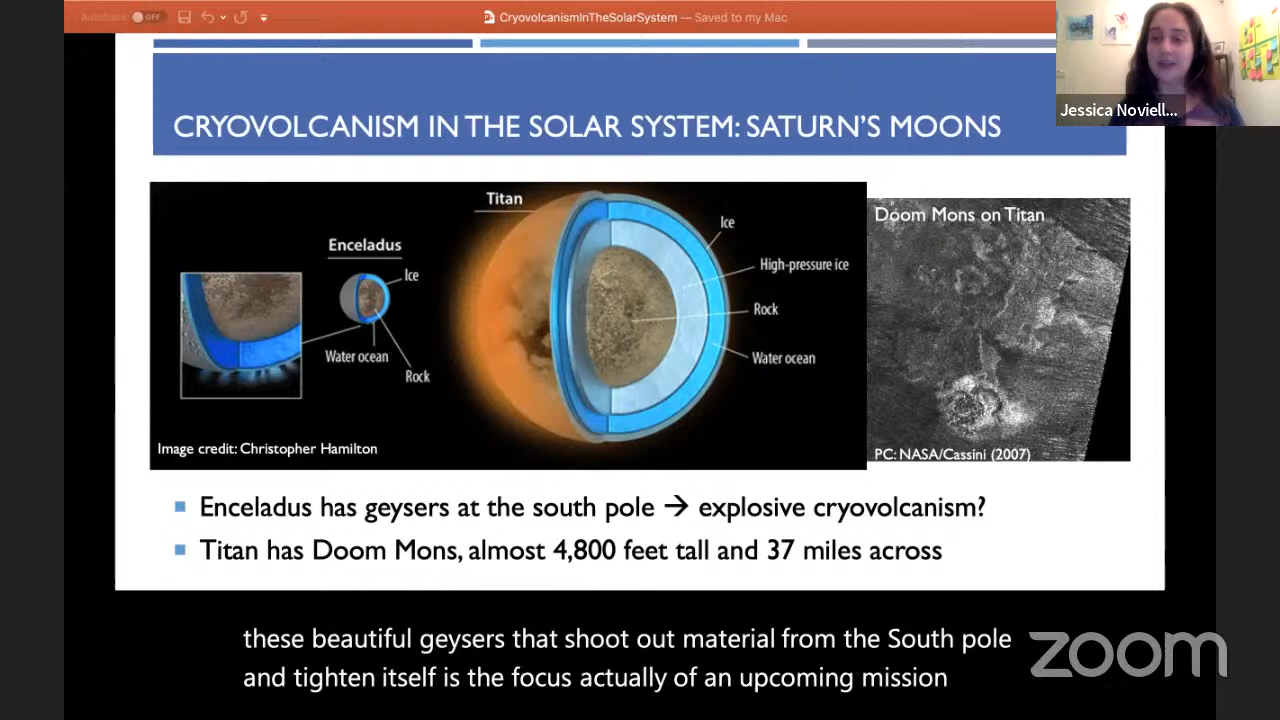 AutoSave OFF
CryovolcanismInTheSolarSystem — Saved to my Mac
Jessica Noviell...
CRYOVOLCANISM IN THE SOLAR SYSTEM: SATURN'S MOONS
Titan
Enceladus
Ice
Water ocean
Rock
Ice
High-pressure ice
Rock
Water ocean
Image credit: Christopher Hamilton
Doom Mons on Titan
PC: NASA/Cassini (2007)
Enceladus has geysers at the south pole → explosive cryovolcanism?
Titan has Doom Mons, almost 4,800 feet tall and 37 miles across
these beautiful geysers that shoot out material from the South pole
and tighten itself is the focus actually of an upcoming mission
zoom